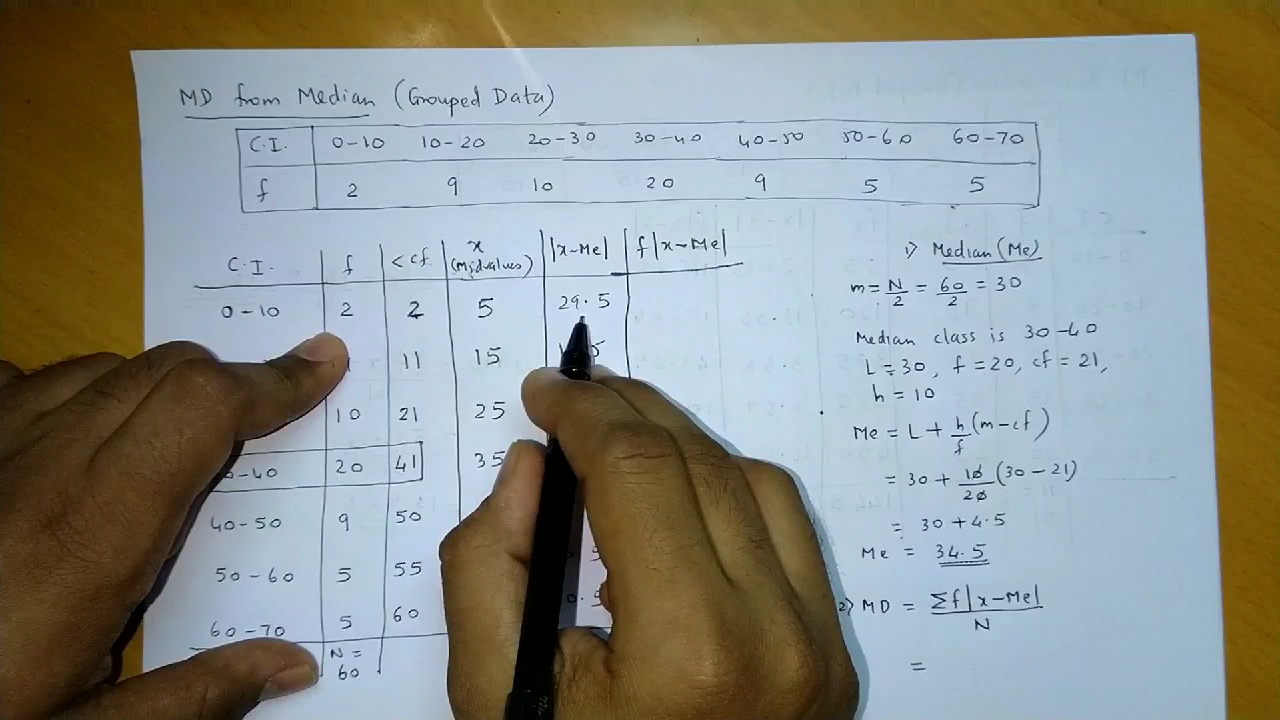 MD from Median (Grouped Data)
C.I. 0-10 10-20 20-30 30-40 40-50 50-60 60-70
f 2 9 10 20 9 5 5
C.I. f <cf x (Midvalues) |x-Me| f|x-Me|
0-10 2 2 5 29.5
11 15
10 21 25
-40 20 41 35
40-50 9 50
50-60 5 55
60-70 5 60
N = 60
1) Median (Me)
m = N/2 = 60/2 = 30
Median class is 30-40
L = 30, f = 20, cf = 21,
h = 10
Me = L + h/f (m-cf)
= 30 + 10/20 (30-21)
= 30 + 4.5
Me = 34.5
2) MD = Σf|x-Me|/N
=